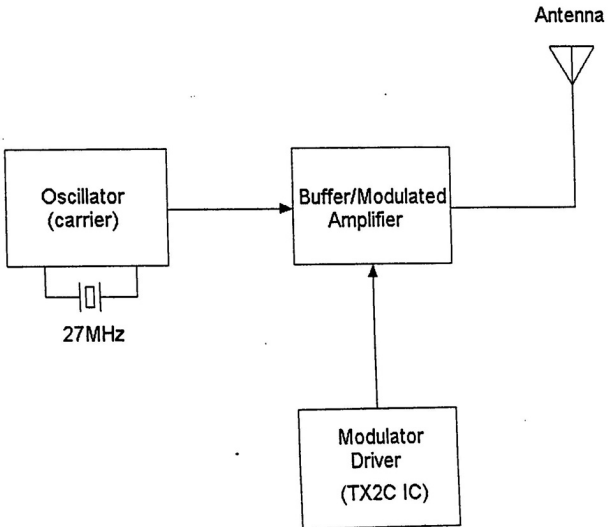 Antenna
Oscillator
(carrier)
Buffer/Modulated
Amplifier
27MHz
Modulator
Driver
(TX2C IC)